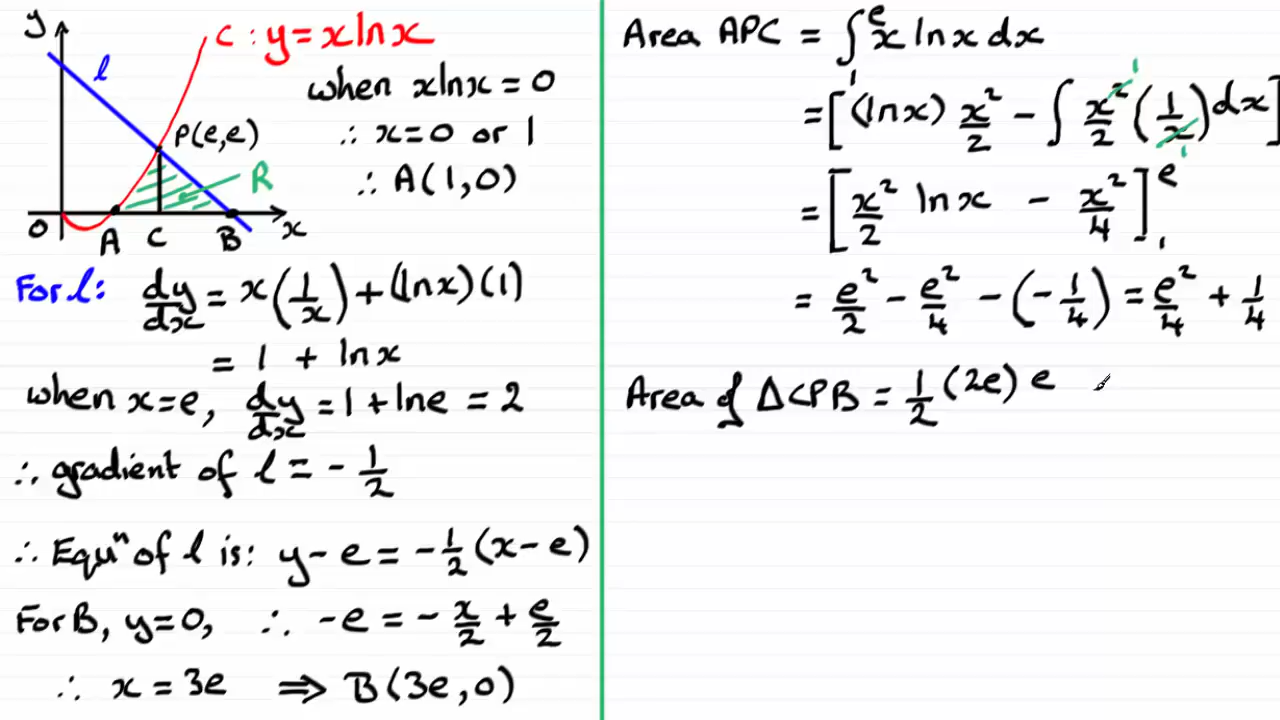 y
l
C : y = x ln x
when x ln x = 0
P(e,e)
∴ x = 0 or 1
R
∴ A(1,0)
O A C B x
For l: dy/dx = x(1/x) + (ln x)(1)
= 1 + ln x
when x = e, dy/dx = 1 + ln e = 2
∴ gradient of l = -1/2
∴ Equⁿ of l is: y - e = -1/2 (x - e)
For B, y = 0, ∴ -e = -x/2 + e/2
∴ x = 3e ⇒ B(3e,0)
Area APC = ∫₁ᵉ x ln x dx
= [(ln x) x²/2 - ∫ x²/2 (1/x) dx]
1
1
= [x²/2 ln x - x²/4]₁ᵉ
= e²/2 - e²/4 - (-1/4) = e²/4 + 1/4
Area of ΔCPB = 1/2 (2e) e